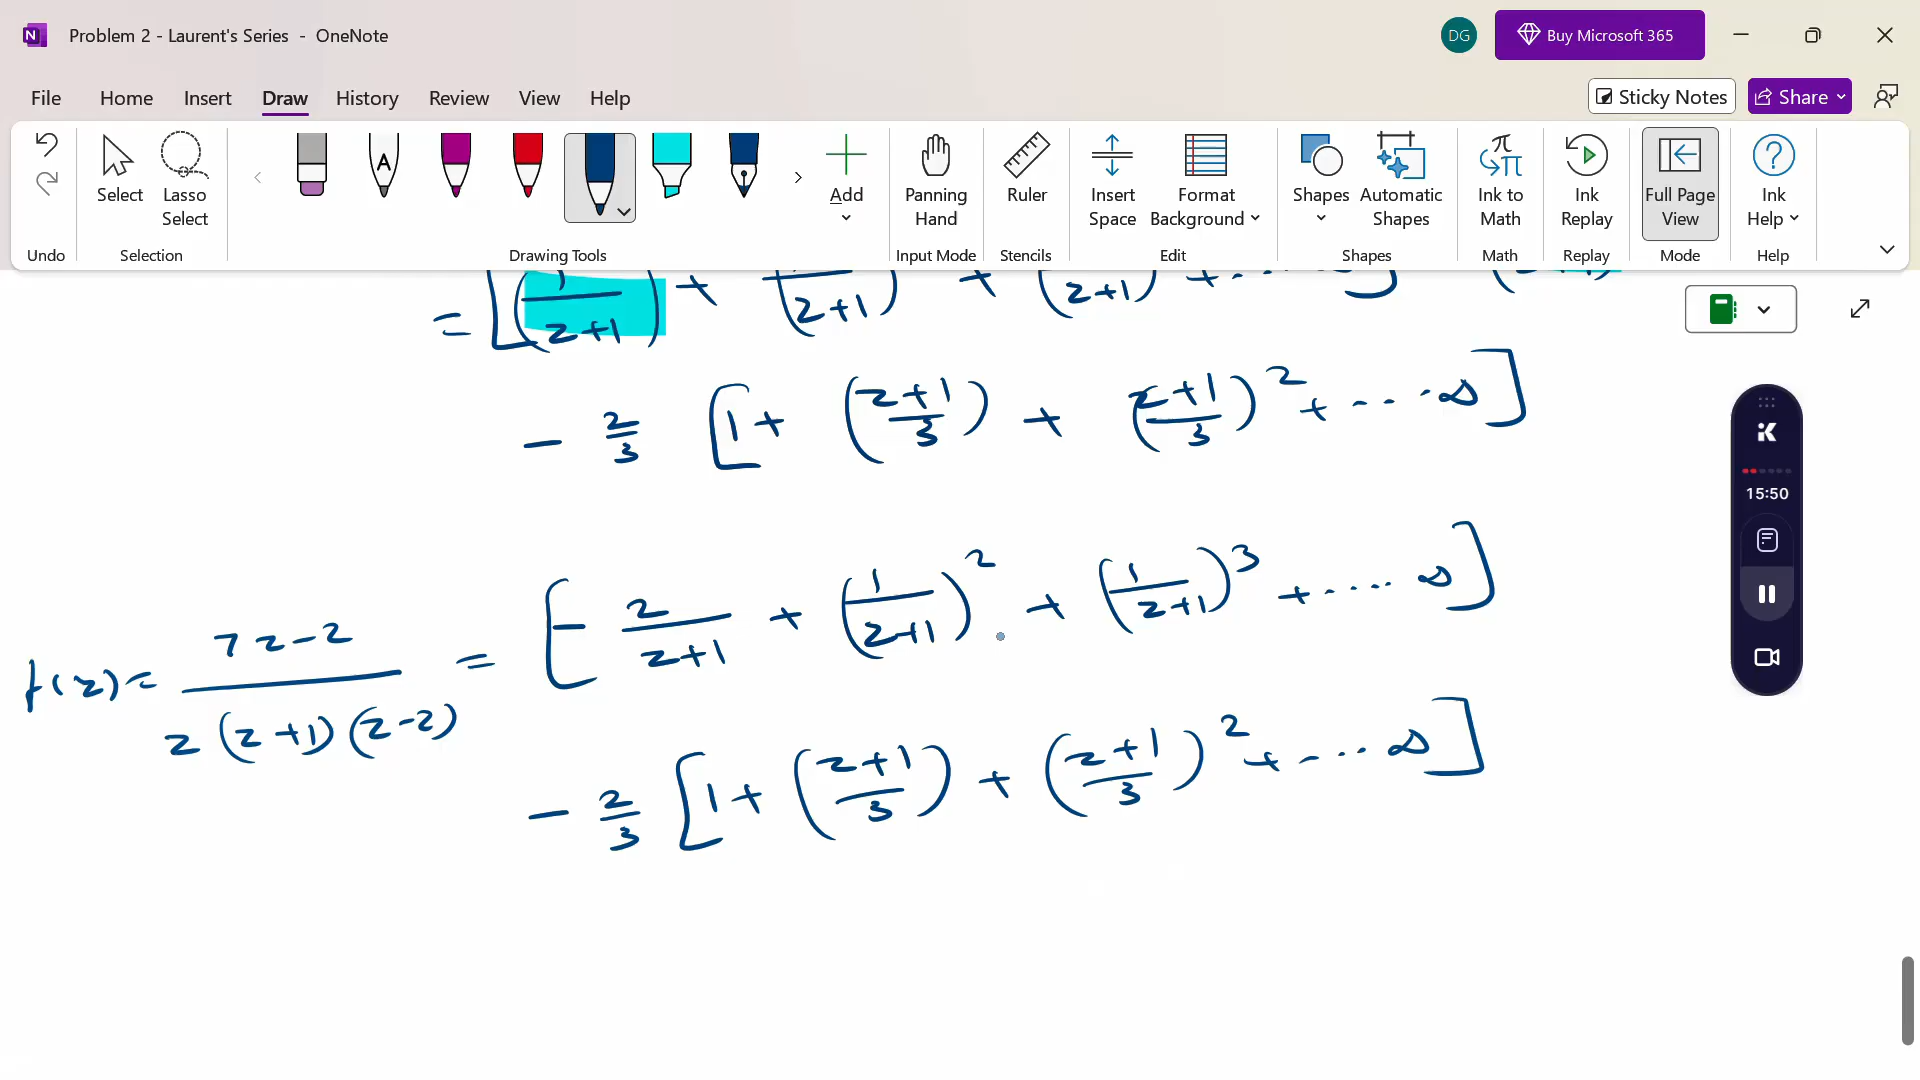 Problem 2 - Laurent's Series - OneNote
DG
Buy Microsoft 365
File Home Insert Draw History Review View Help
Sticky Notes
Share
A
Select
Lasso Select
Add
Panning Hand
Ruler
Insert Space
Format Background
Shapes
Automatic Shapes
Ink to Math
Ink Replay
Full Page View
Ink Help
Undo
Selection
Drawing Tools
Input Mode
Stencils
Edit
Shapes
Math
Replay
Mode
Help
= [(1/(z+1)) + (/(z+1)) + (/(z+1)) + ... ]
- 2/3 [1 + ((z+1)/3) + ((z+1)/3)^2 + ... ∞]
f(z) = (7z-2)/(z(z+1)(z-2)) = [- 2/(z+1) + (1/(z+1))^2 + (1/(z+1))^3 + ..... ∞]
- 2/3 [1 + ((z+1)/3) + ((z+1)/3)^2 + ... ∞]
15:50